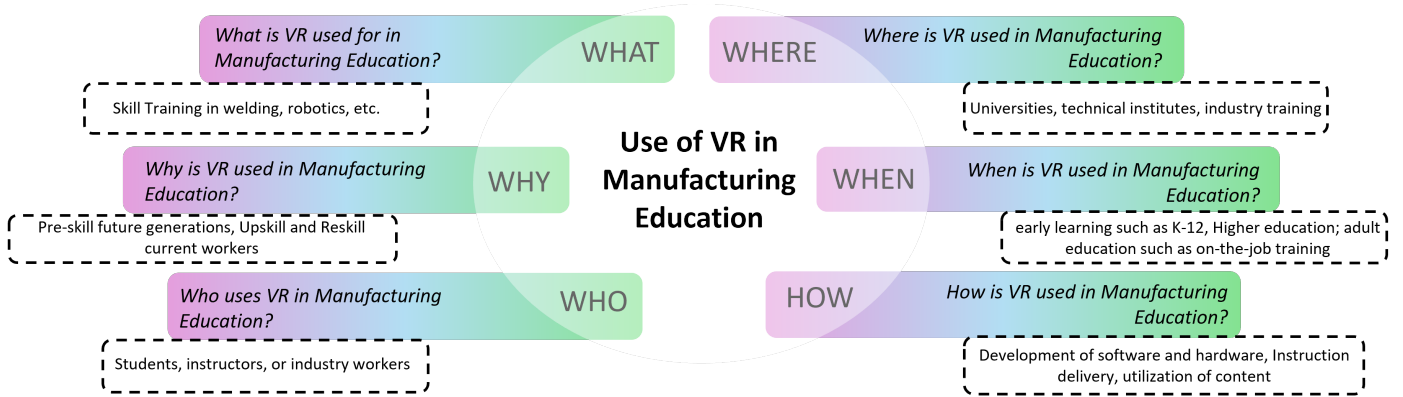 What is VR used for in
Manufacturing Education?
WHAT
Skill Training in welding, robotics, etc.
Why is VR used in Manufacturing
Education?
WHY
Pre-skill future generations, Upskill and Reskill
current workers
Who uses VR in Manufacturing
Education?
WHO
Students, instructors, or industry workers
Use of VR in
Manufacturing
Education
WHERE
Where is VR used in Manufacturing
Education?
Universities, technical institutes, industry training
WHEN
When is VR used in Manufacturing
Education?
early learning such as K-12, Higher education; adult
education such as on-the-job training
HOW
How is VR used in Manufacturing
Education?
Development of software and hardware, Instruction
delivery, utilization of content